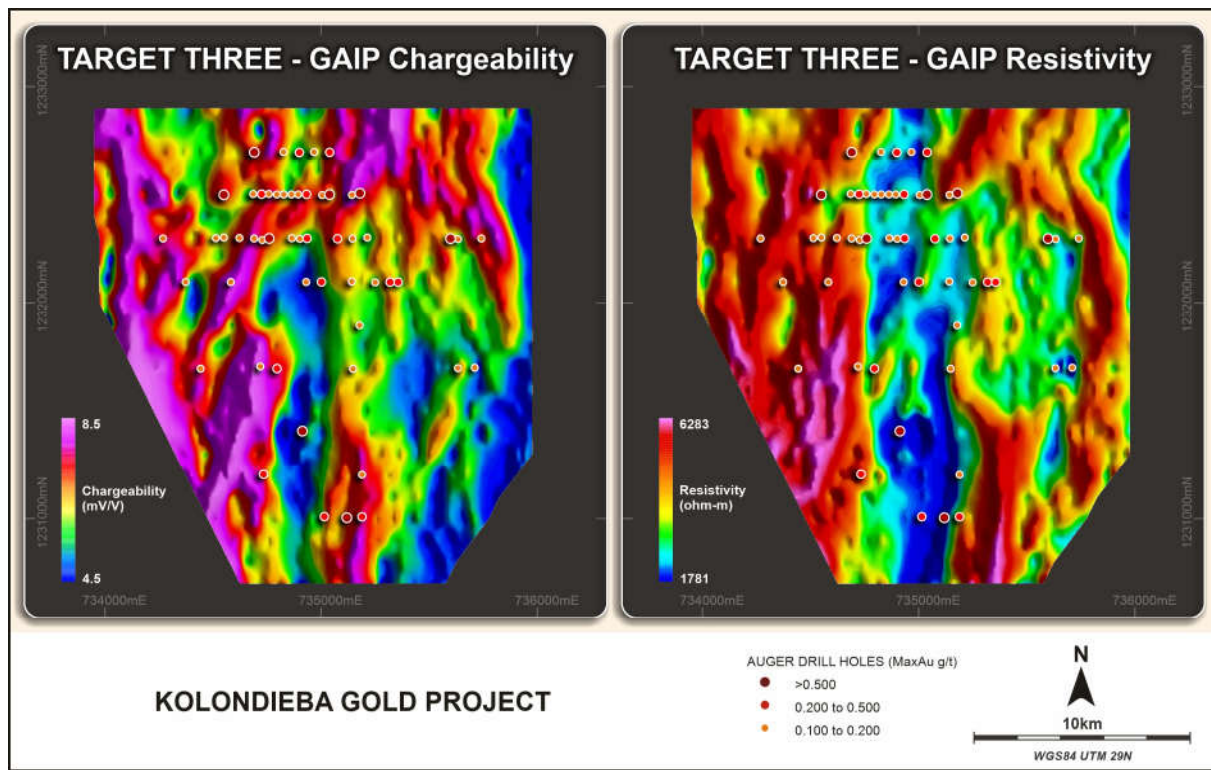 TARGET THREE - GAIP Chargeability
1233000mN
1232000mN
1231000mN
8.5
Chargeability
(mV/V)
4.5
734000mE
735000mE
736000mE
TARGET THREE - GAIP Resistivity
1233000mN
1232000mN
1231000mN
6283
Resistivity
(ohm-m)
1781
734000mE
735000mE
736000mE
KOLONDIEBA GOLD PROJECT
AUGER DRILL HOLES (MaxAu g/t)
>0.500
0.200 to 0.500
0.100 to 0.200
N
10km
WGS84 UTM 29N